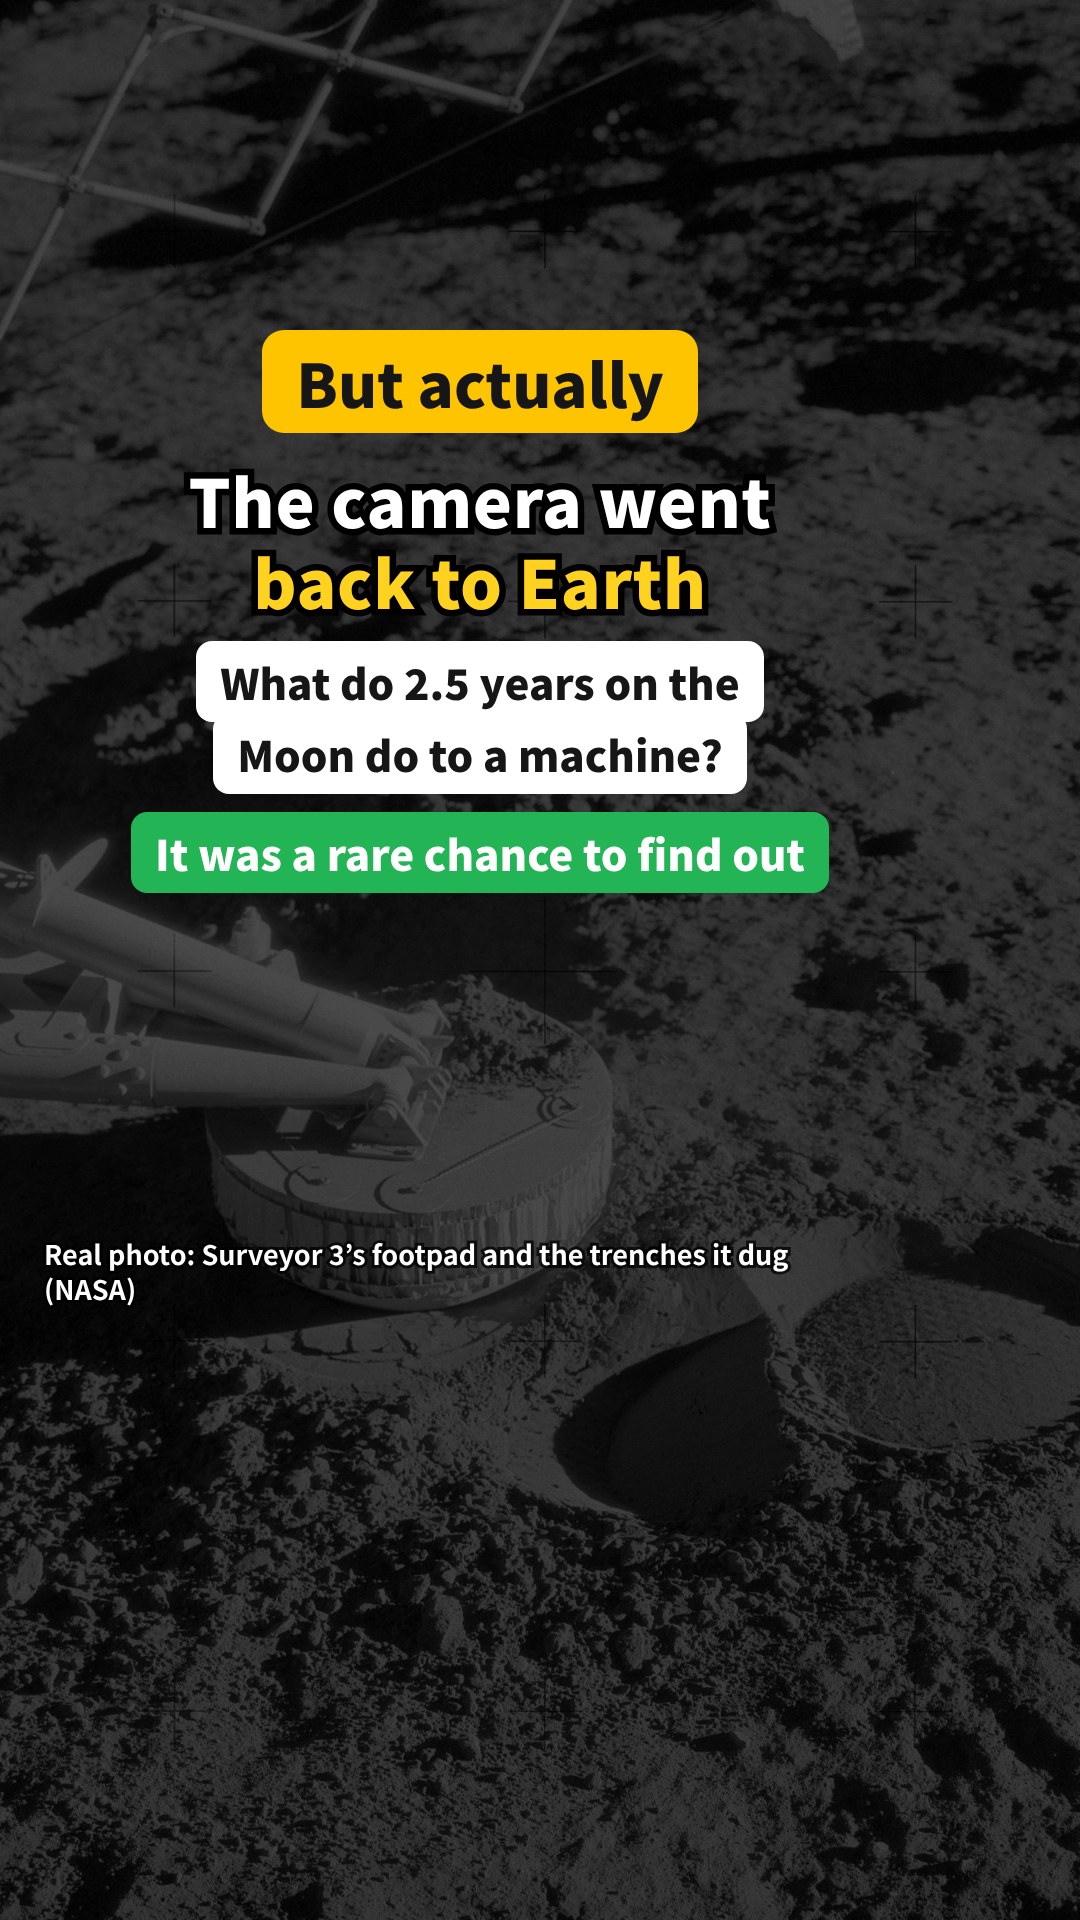 But actually
The camera went
back to Earth
What do 2.5 years on the
Moon do to a machine?
It was a rare chance to find out
Real photo: Surveyor 3’s footpad and the trenches it dug
(NASA)